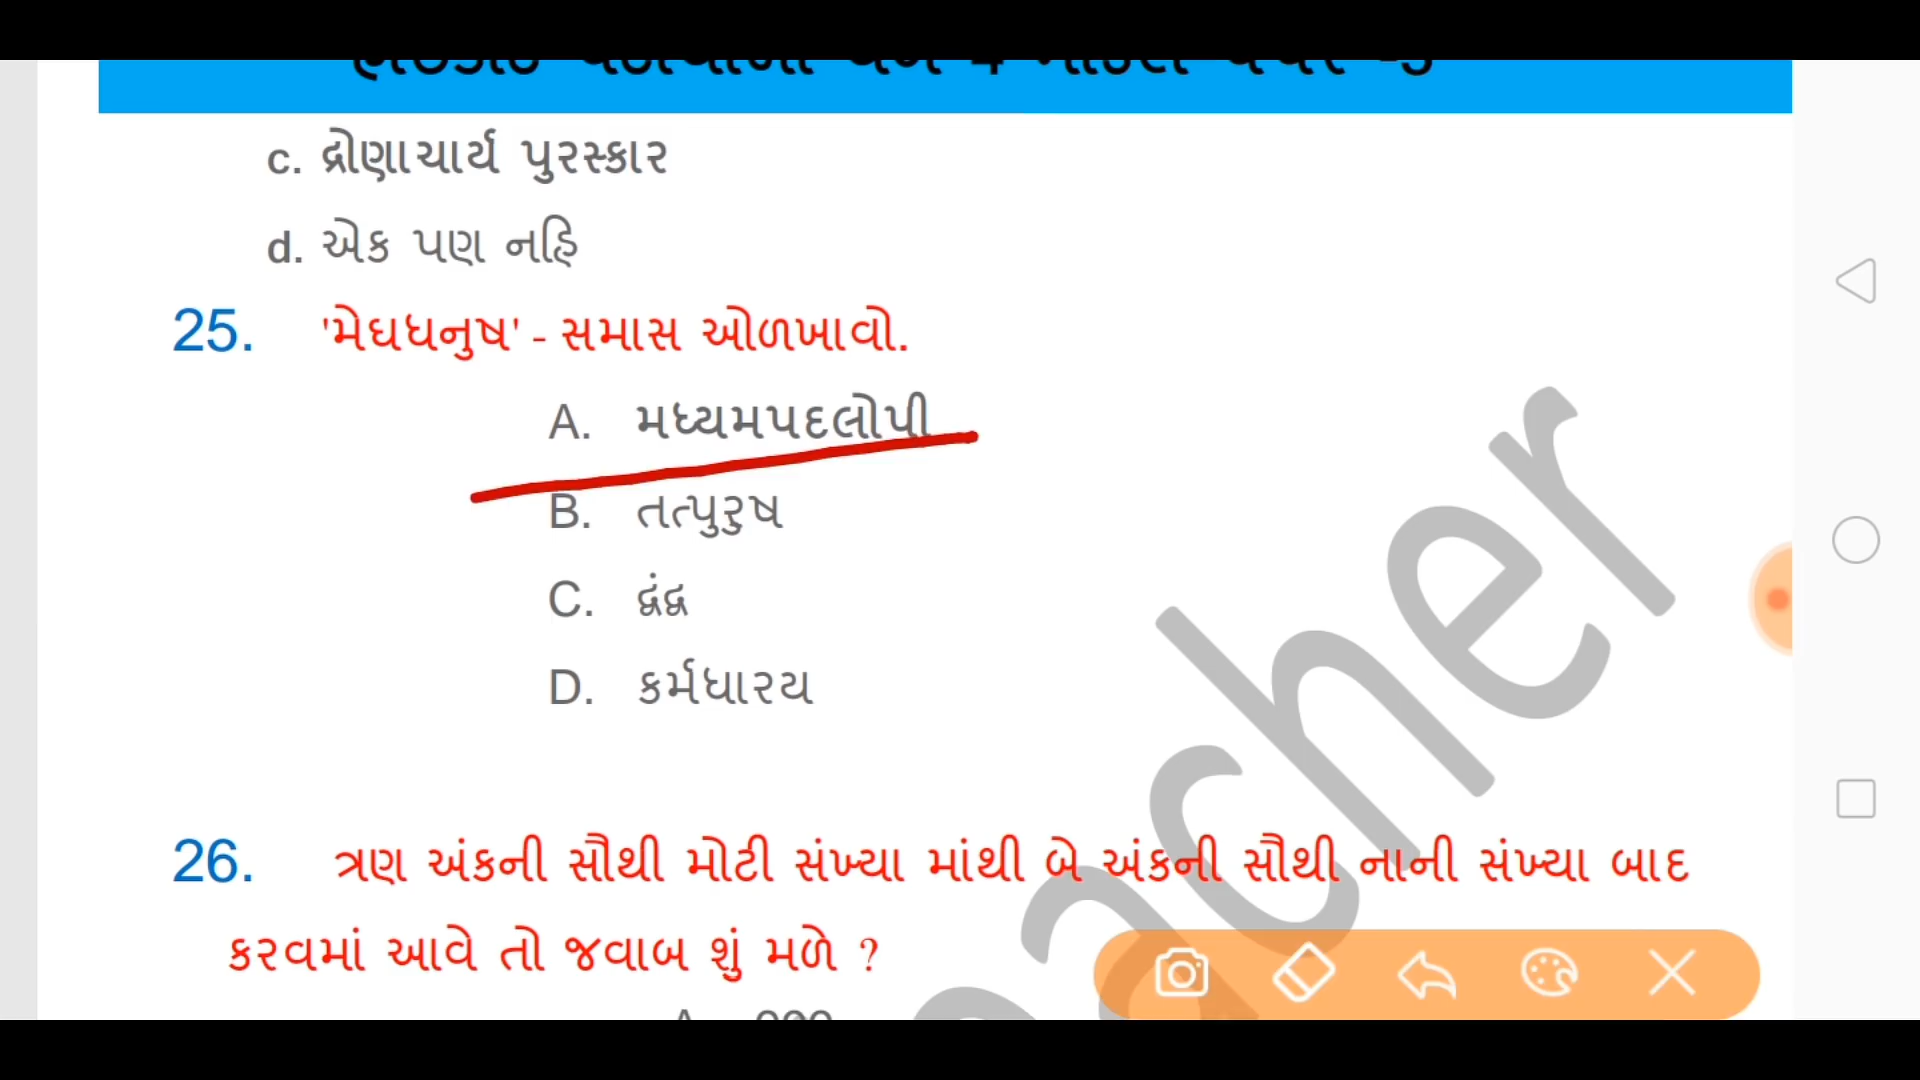 c. દ્રોણાચાર્ય પુરસ્કાર
d. એક પણ નહિ
25. 'મેઘધનુષ' - સમાસ ઓળખાવો.
A. મધ્યમપદલોપી
B. તત્પુરુષ
C. દ્વંદ્વ
D. કર્મધારય
26. ત્રણ અંકની સૌથી મોટી સંખ્યા માંથી બે અંકની સૌથી નાની સંખ્યા બાદ
કરવમાં આવે તો જવાબ શું મળે ?
acher